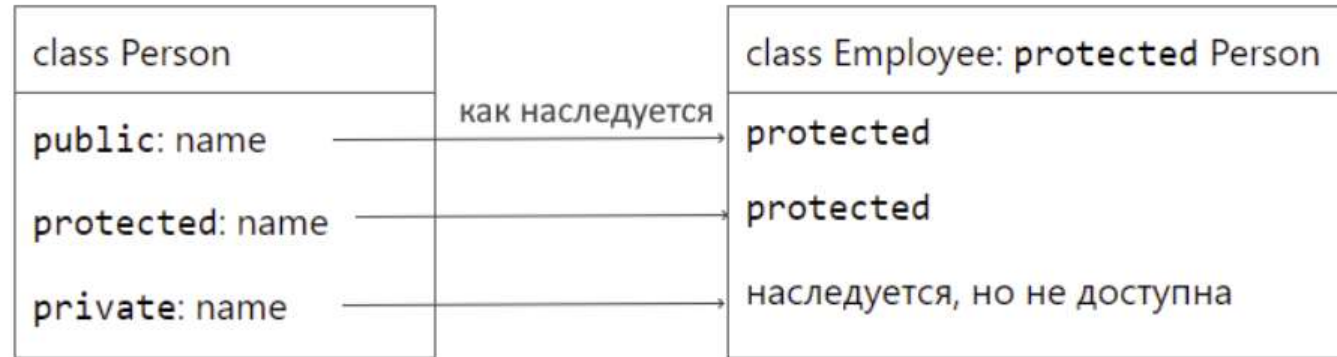 class Person
class Employee: protected Person
как наследуется
public: name
protected
protected: name
protected
private: name
наследуется, но не доступна